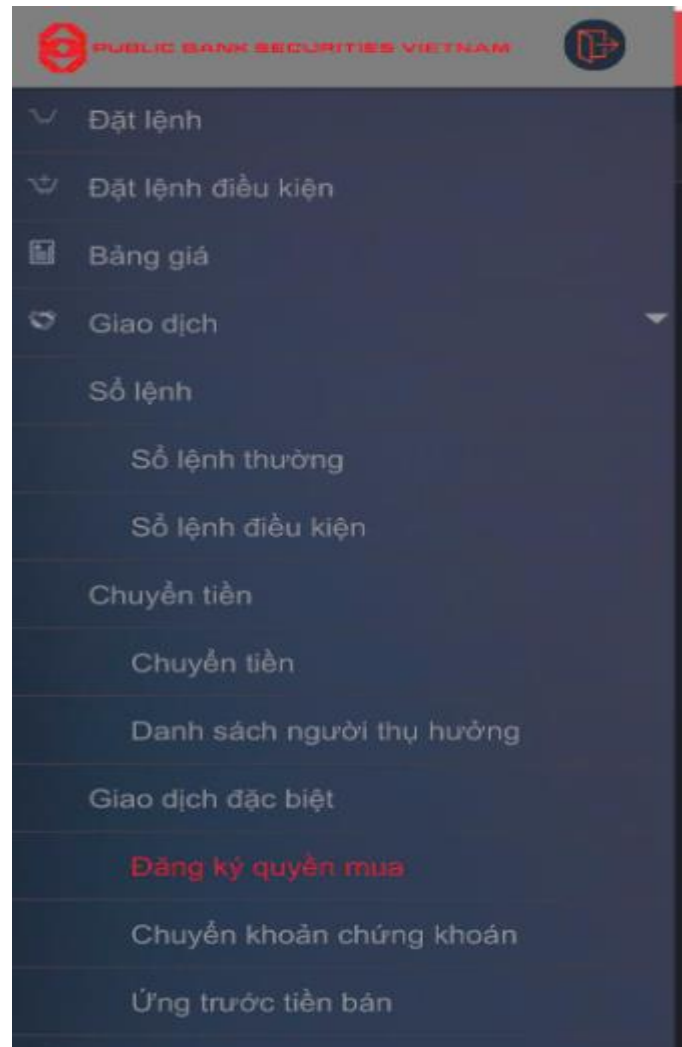 PUBLIC BANK SECURITIES VIETNAM
Đặt lệnh
Đặt lệnh điều kiện
Bảng giá
Giao dịch
Sổ lệnh
Sổ lệnh thường
Sổ lệnh điều kiện
Chuyển tiền
Chuyển tiền
Danh sách người thụ hưởng
Giao dịch đặc biệt
Đăng ký quyền mua
Chuyển khoản chứng khoán
Ứng trước tiền bán